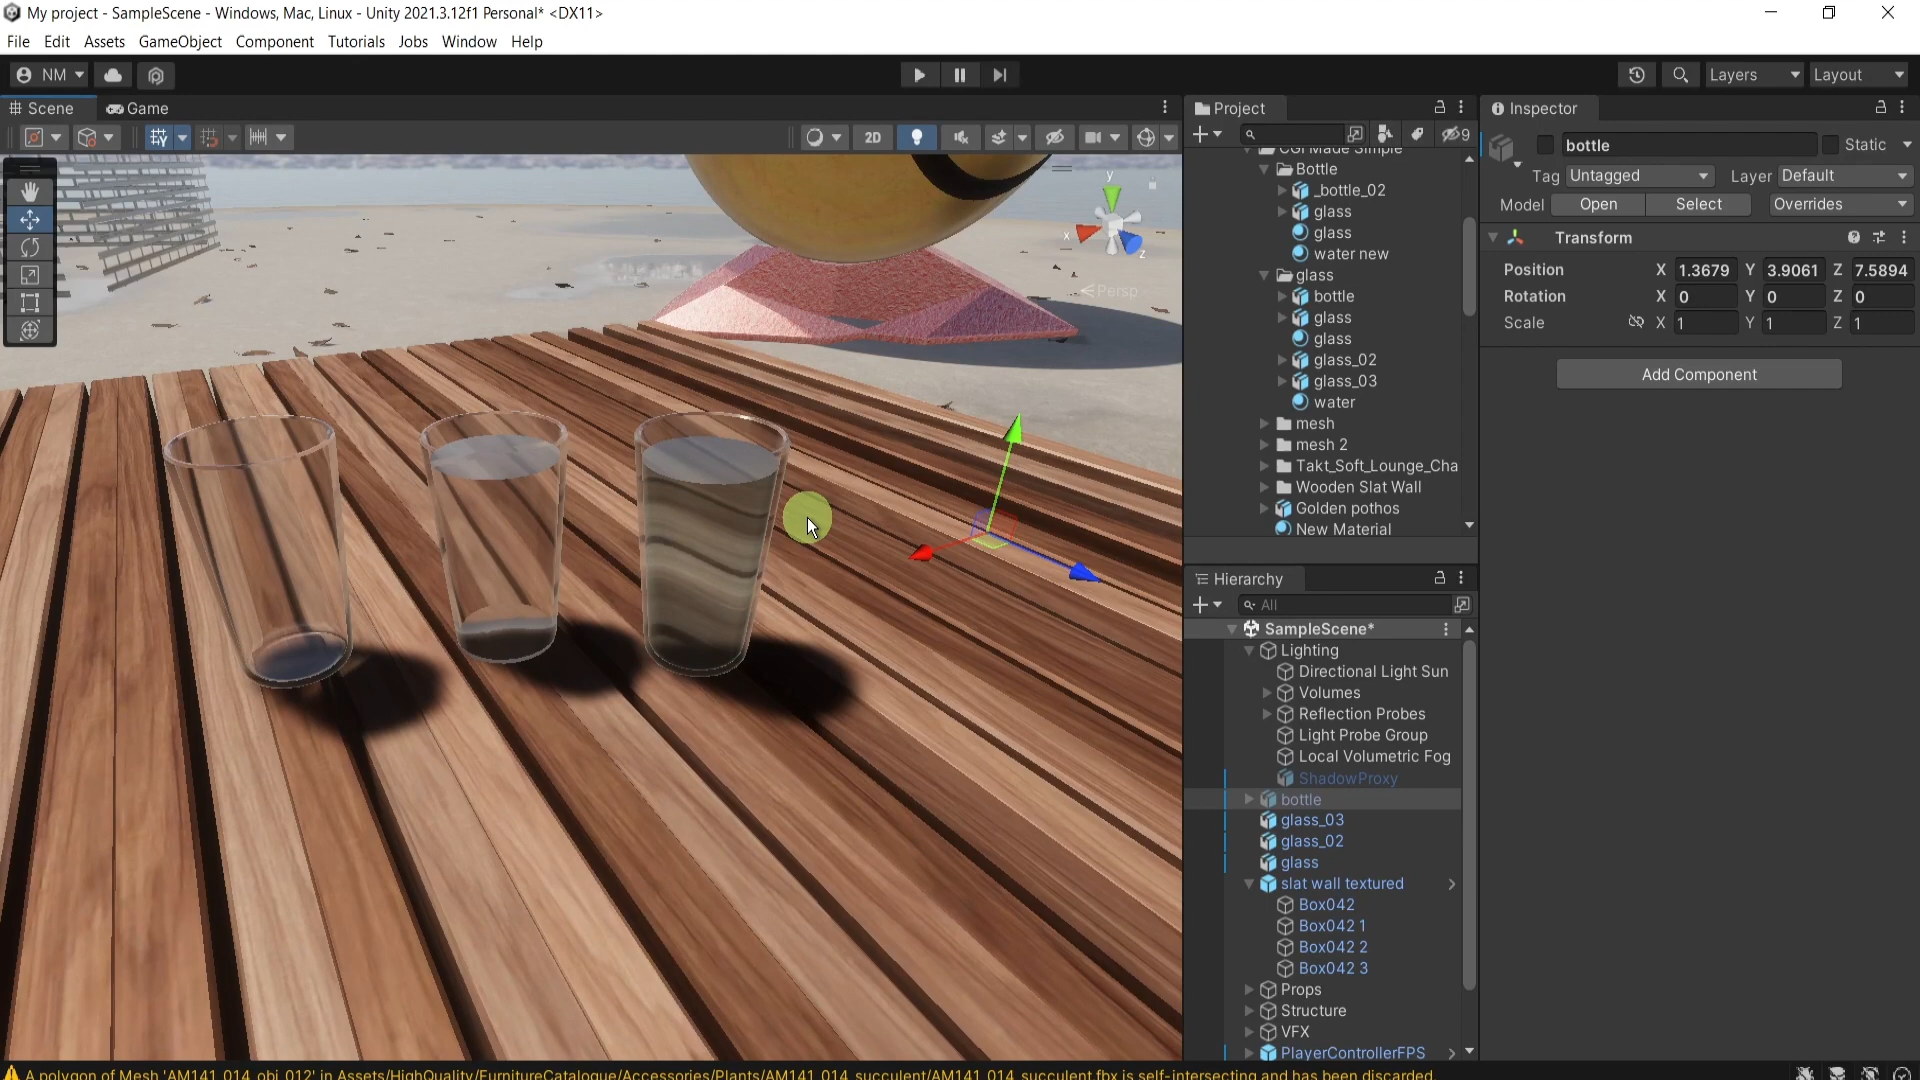 My project - SampleScene - Windows, Mac, Linux - Unity 2021.3.12f1 Personal* <DX11>
File Edit Assets GameObject Component Tutorials Jobs Window Help
NM Layers Layout
Scene Game
2D
y
x
z
Persp
Project
9
CGI Made Simple
Bottle
_bottle_02
glass
glass
water new
glass
bottle
glass
glass
glass_02
glass_03
water
mesh
mesh 2
Takt_Soft_Lounge_Cha
Wooden Slat Wall
Golden pothos
New Material
Hierarchy
All
SampleScene*
Lighting
Directional Light Sun
Volumes
Reflection Probes
Light Probe Group
Local Volumetric Fog
ShadowProxy
bottle
glass_03
glass_02
glass
slat wall textured
Box042
Box042 1
Box042 2
Box042 3
Props
Structure
VFX
PlayerControllerFPS
Inspector
bottle Static
Tag Untagged Layer Default
Model Open Select Overrides
Transform
Position X 1.3679 Y 3.9061 Z 7.5894
Rotation X 0 Y 0 Z 0
Scale X 1 Y 1 Z 1
Add Component
A polygon of Mesh 'AM141_014_obj_012' in Assets/HighQuality/FurnitureCatalogue/Accessories/Plants/AM141_014_succulent/AM141_014_succulent.fbx is self-intersecting and has been discarded.